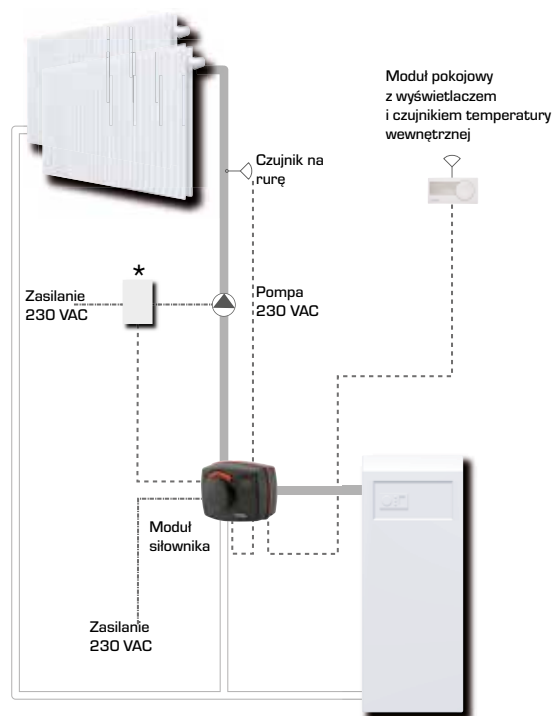 Moduł pokojowy
z wyświetlaczem
i czujnikiem temperatury
wewnętrznej
Czujnik na
rurę
*
Zasilanie
230 VAC
Pompa
230 VAC
Moduł
siłownika
Zasilanie
230 VAC